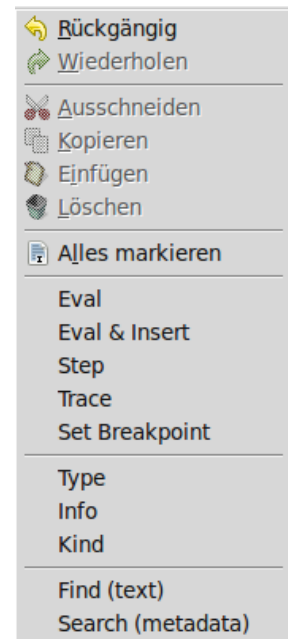 Rückgängig
Wiederholen
Ausschneiden
Kopieren
Einfügen
Löschen
Alles markieren
Eval
Eval & Insert
Step
Trace
Set Breakpoint
Type
Info
Kind
Find (text)
Search (metadata)